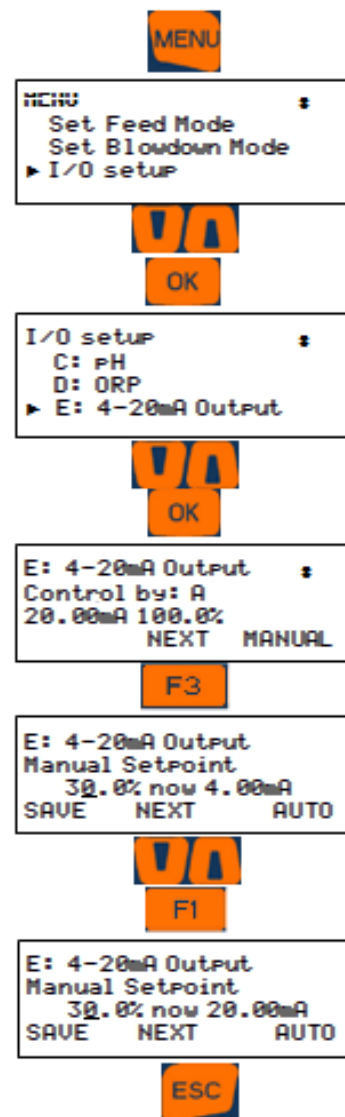 MENU
MENU
Set Feed Mode
Set Blowdown Mode
I/O setup
OK
I/O setup
C: pH
D: ORP
E: 4-20mA Output
OK
E: 4-20mA Output
Control by: A
20.00mA 100.0%
NEXT MANUAL
F3
E: 4-20mA Output
Manual Setpoint
30.0% now 4.00mA
SAVE NEXT AUTO
F1
E: 4-20mA Output
Manual Setpoint
30.0% now 20.00mA
SAVE NEXT AUTO
ESC